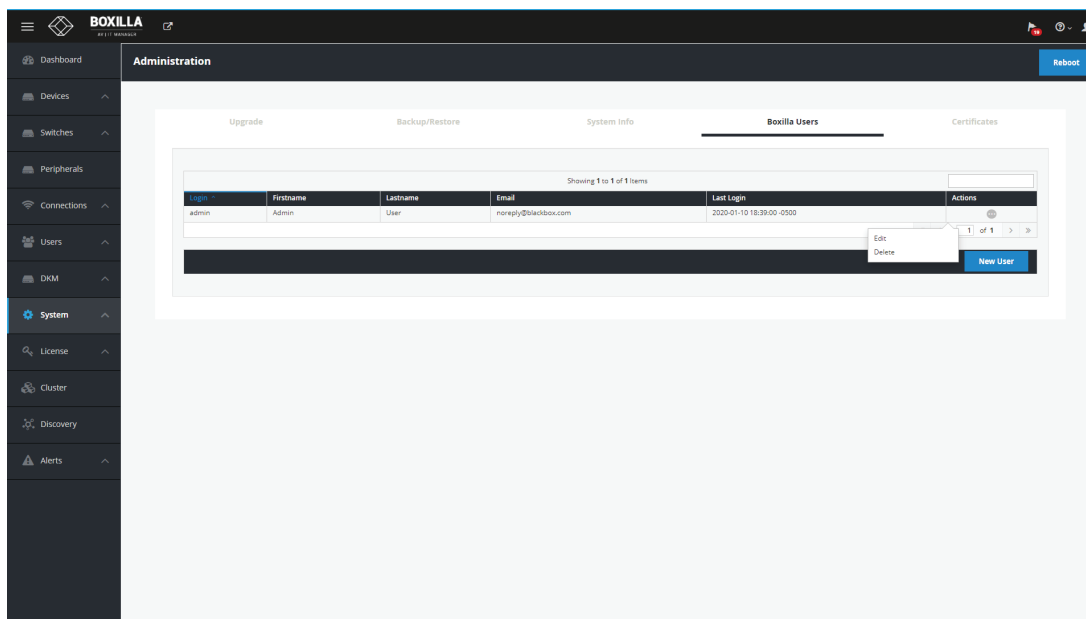 BOXILLA
KVM MANAGER
10
Dashboard
Administration
Reboot
Devices
Upgrade
Backup/Restore
System Info
Boxilla Users
Certificates
Switches
Peripherals
Showing 1 to 1 of 1 Items
Login
Firstname
Lastname
Email
Last Login
Actions
Connections
admin
Admin
User
noreply@blackbox.com
2020-01-10 18:39:00 -0500
1 of 1
Users
Edit
Delete
New User
DKM
System
License
Cluster
Discovery
Alerts